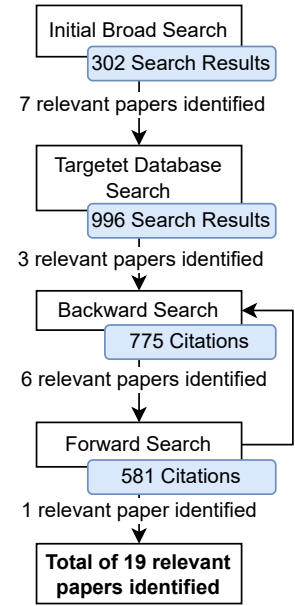 Initial Broad Search
302 Search Results
7 relevant papers identified
Targetet Database
Search
996 Search Results
3 relevant papers identified
Backward Search
775 Citations
6 relevant papers identified
Forward Search
581 Citations
1 relevant paper identified
Total of 19 relevant
papers identified